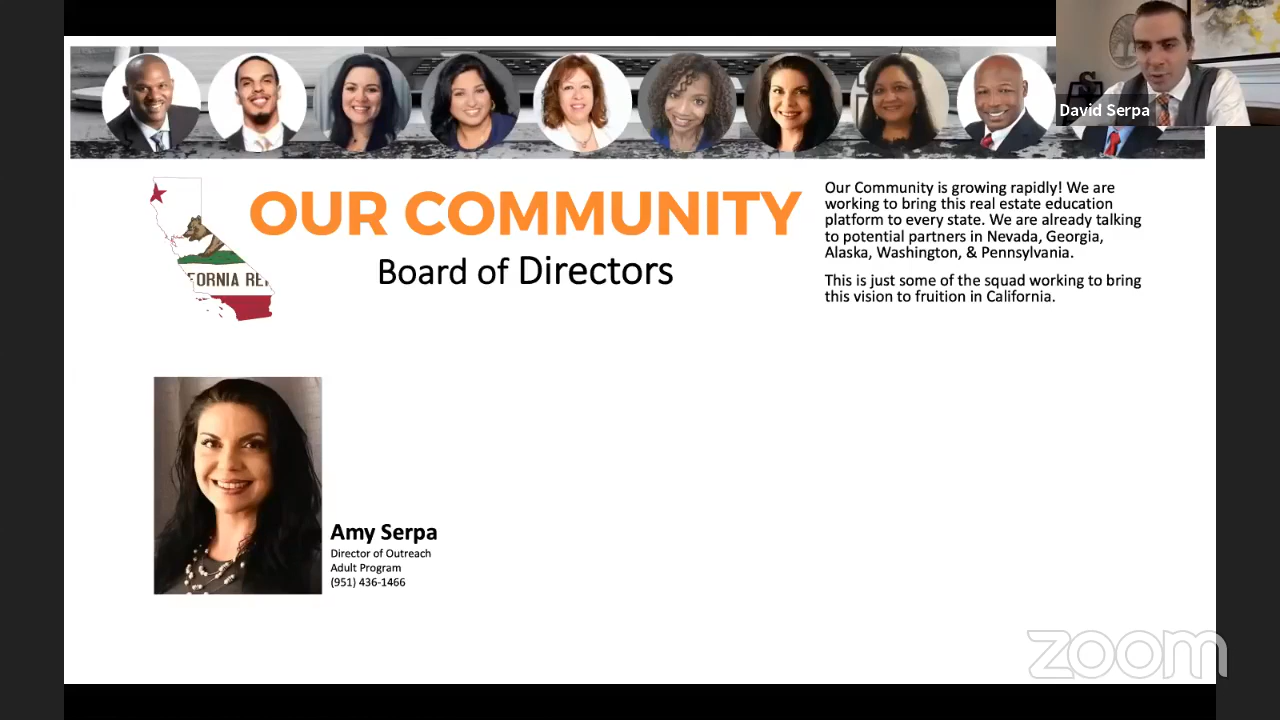 David Serpa
OUR COMMUNITY
Board of Directors
Our Community is growing rapidly! We are
working to bring this real estate education
platform to every state. We are already talking
to potential partners in Nevada, Georgia,
Alaska, Washington, & Pennsylvania.
This is just some of the squad working to bring
this vision to fruition in California.
FORNIA RE
Amy Serpa
Director of Outreach
Adult Program
(951) 436-1466
zoom